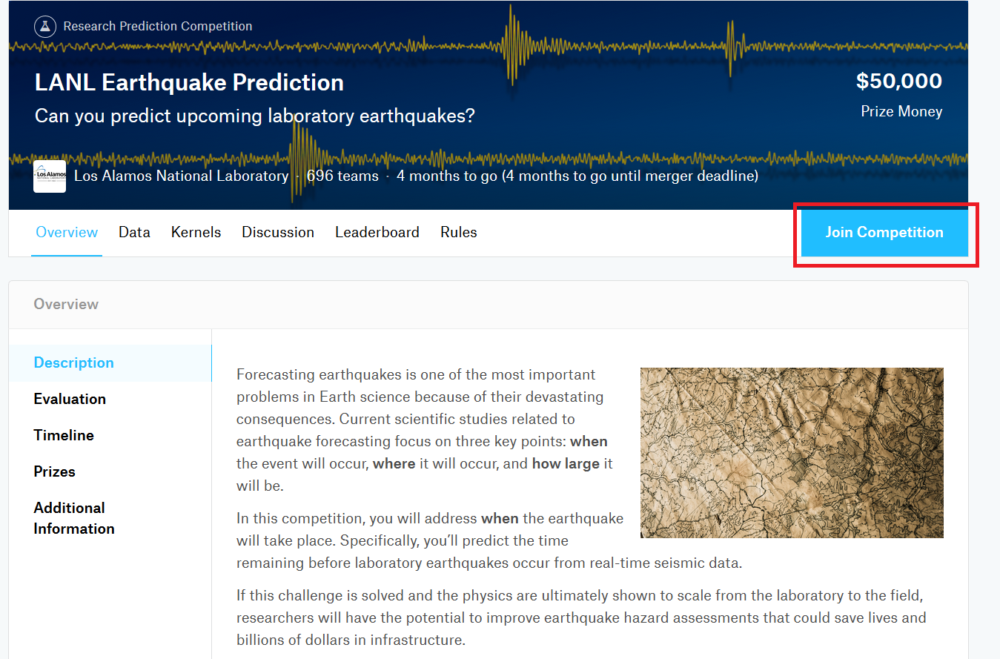 Research Prediction Competition
LANL Earthquake Prediction
$50,000
Can you predict upcoming laboratory earthquakes?
Prize Money
Los Alamos
Los Alamos National Laboratory · 696 teams · 4 months to go (4 months to go until merger deadline)
Overview Data Kernels Discussion Leaderboard Rules Join Competition
Overview
Description
Evaluation
Timeline
Prizes
Additional
Information
Forecasting earthquakes is one of the most important
problems in Earth science because of their devastating
consequences. Current scientific studies related to
earthquake forecasting focus on three key points: when
the event will occur, where it will occur, and how large it
will be.
In this competition, you will address when the earthquake
will take place. Specifically, you’ll predict the time
remaining before laboratory earthquakes occur from real-time seismic data.
If this challenge is solved and the physics are ultimately shown to scale from the laboratory to the field,
researchers will have the potential to improve earthquake hazard assessments that could save lives and
billions of dollars in infrastructure.